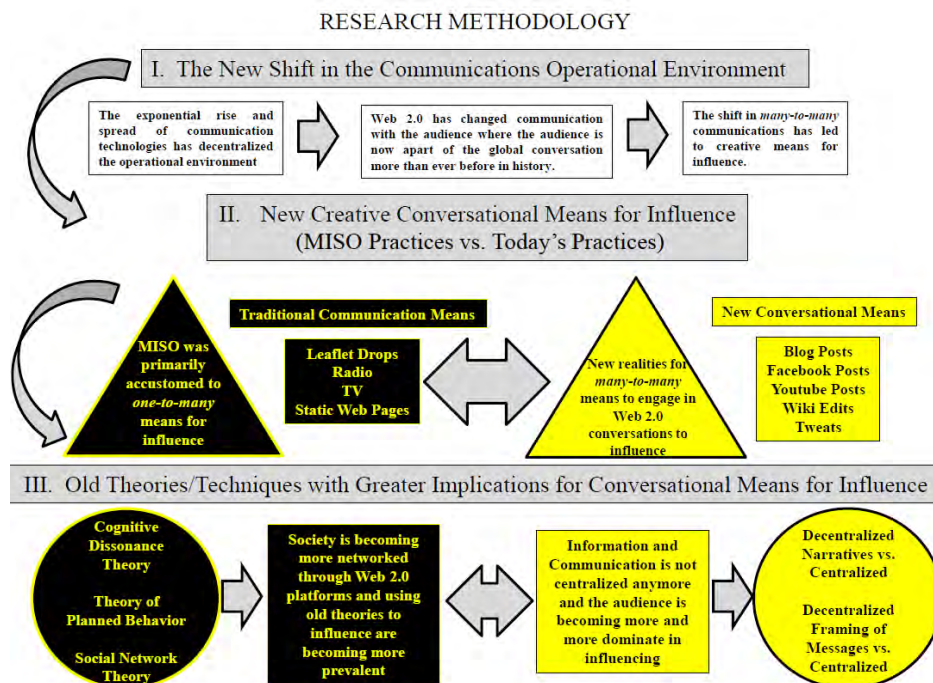 RESEARCH METHODOLOGY
I. The New Shift in the Communications Operational Environment
The exponential rise and
spread of communication
technologies has decentralized
the operational environment
Web 2.0 has changed communication
with the audience where the audience is
now apart of the global conversation
more than ever before in history.
The shift in many-to-many
communications has led
to creative means for
influence.
II. New Creative Conversational Means for Influence
(MISO Practices vs. Today's Practices)
MISO was
primarily
accustomed to
one-to-many
means for
influence
Traditional Communication Means
Leaflet Drops
Radio
TV
Static Web Pages
New realities for
many-to-many
means to engage in
Web 2.0
conversations to
influence
New Conversational Means
Blog Posts
Facebook Posts
Youtube Posts
Wiki Edits
Tweets
III. Old Theories/Techniques with Greater Implications for Conversational Means for Influence
Cognitive
Dissonance
Theory
Theory of
Planned Behavior
Social Network
Theory
Society is becoming
more networked
through Web 2.0
platforms and using
old theories to
influence are
becoming more
prevalent
Information and
Communication is not
centralized anymore
and the audience is
becoming more and
more dominate in
influencing
Decentralized
Narratives vs.
Centralized
Decentralized
Framing of
Messages vs.
Centralized